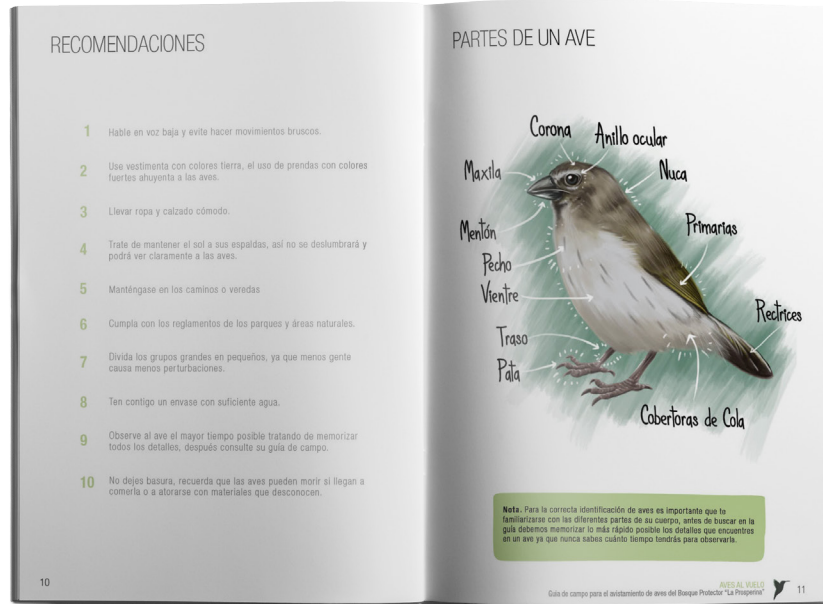 RECOMENDACIONES
1 Hable en voz baja y evite hacer movimientos bruscos.
2 Use vestimenta con colores tierra, el uso de prendas con colores
fuertes ahuyenta a las aves.
3 Llevar ropa y calzado cómodo.
4 Trate de mantener el sol a sus espaldas, así no se deslumbrará y
podrá ver claramente a las aves.
5 Manténgase en los caminos o veredas
6 Cumpla con los reglamentos de los parques y áreas naturales.
7 Divida los grupos grandes en pequeños, ya que menos gente
causa menos perturbaciones.
8 Ten contigo un envase con suficiente agua.
9 Observe al ave el mayor tiempo posible tratando de memorizar
todos los detalles, después consulte su guía de campo.
10 No dejes basura, recuerda que las aves pueden morir si llegan a
comerla o a atorarse con materiales que desconocen.
10
PARTES DE UN AVE
Corona
Anillo ocular
Maxila
Nuca
Mentón
Primarias
Pecho
Vientre
Rectrices
Traso
Pata
Cobertoras de Cola
Nota. Para la correcta identificación de aves es importante que te
familiarizarse con las diferentes partes de su cuerpo, antes de buscar en la
guía debemos memorizar lo más rápido posible los detalles que encuentres
en un ave ya que nunca sabes cuánto tiempo tendrás para observarla.
AVES AL VUELO
Guía de campo para el avistamiento de aves del Bosque Protector "La Prosperina"
11